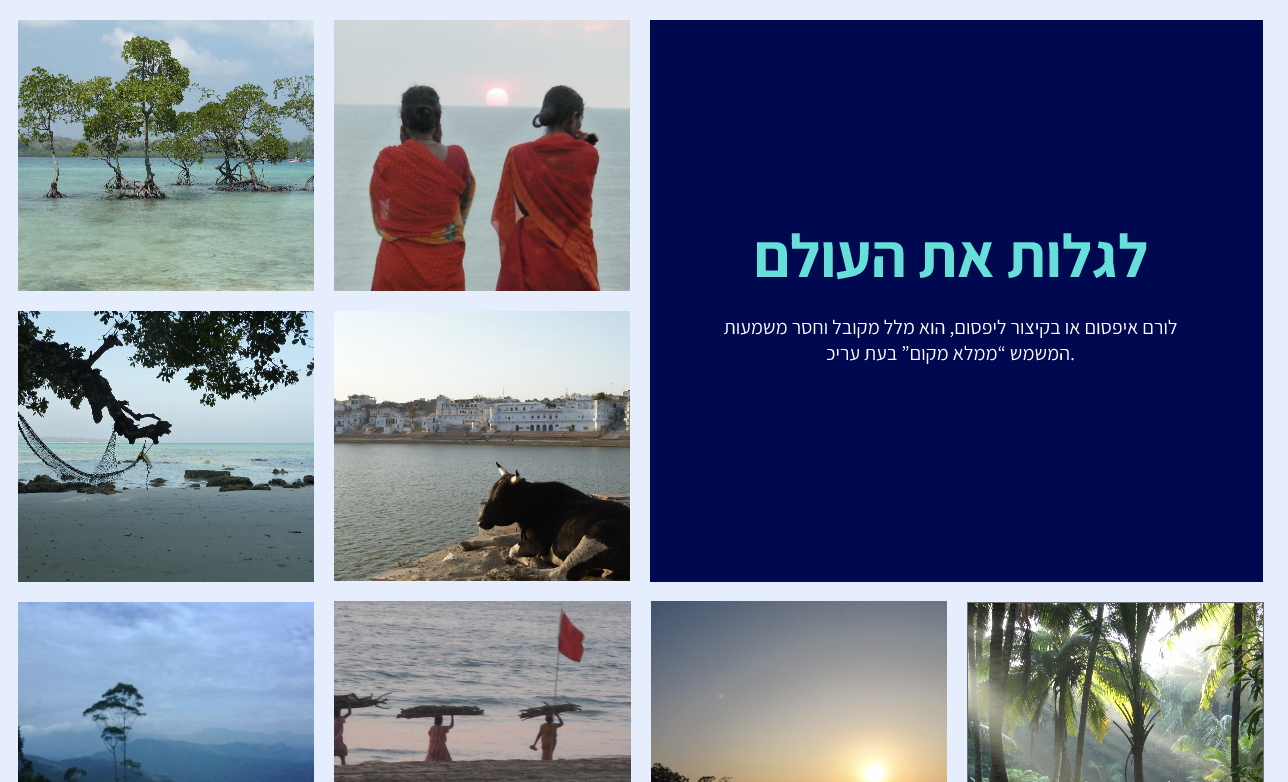 לגלות את העולם
לורם איפסום או בקיצור ליפסום, הוא מלל מקובל וחסר משמעות
המשמש “ממלא מקום” בעת עריכ.